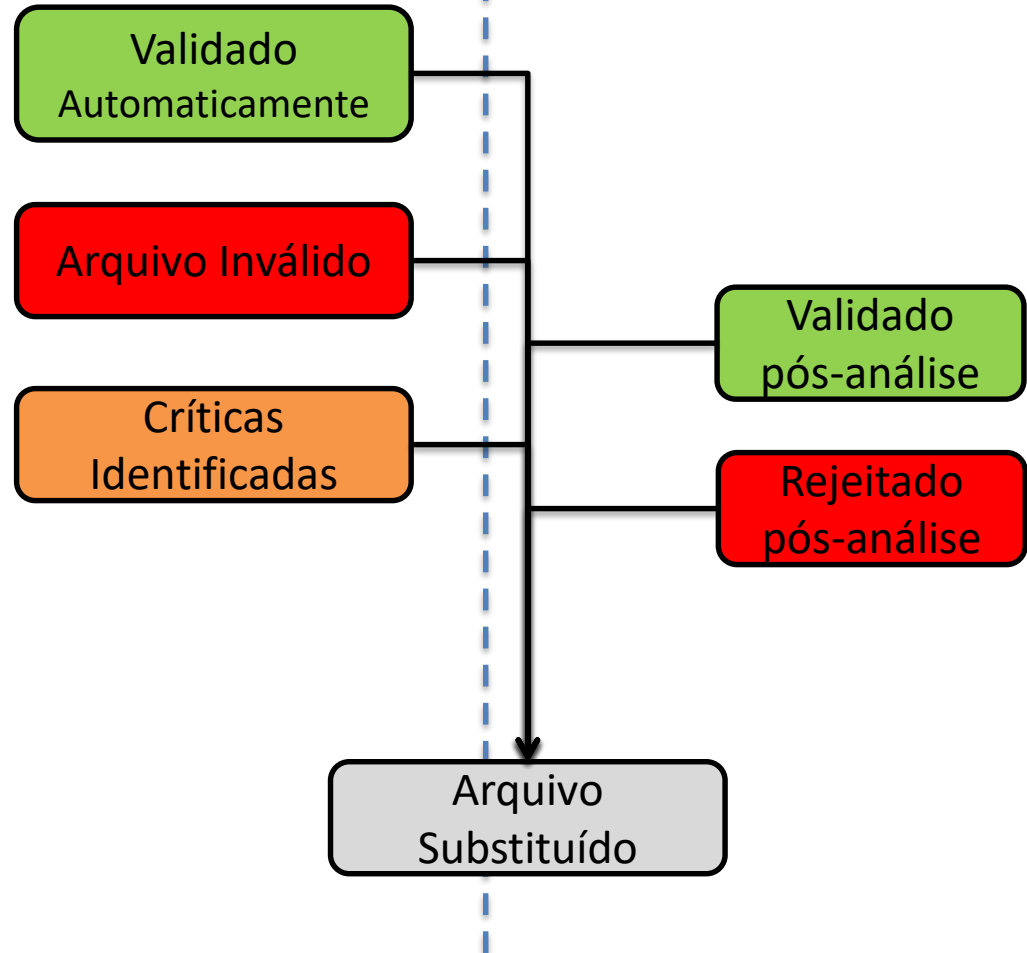 Validado
Automaticamente
Arquivo Inválido
Críticas
Identificadas
Validado
pós-análise
Rejeitado
pós-análise
Arquivo
Substituído